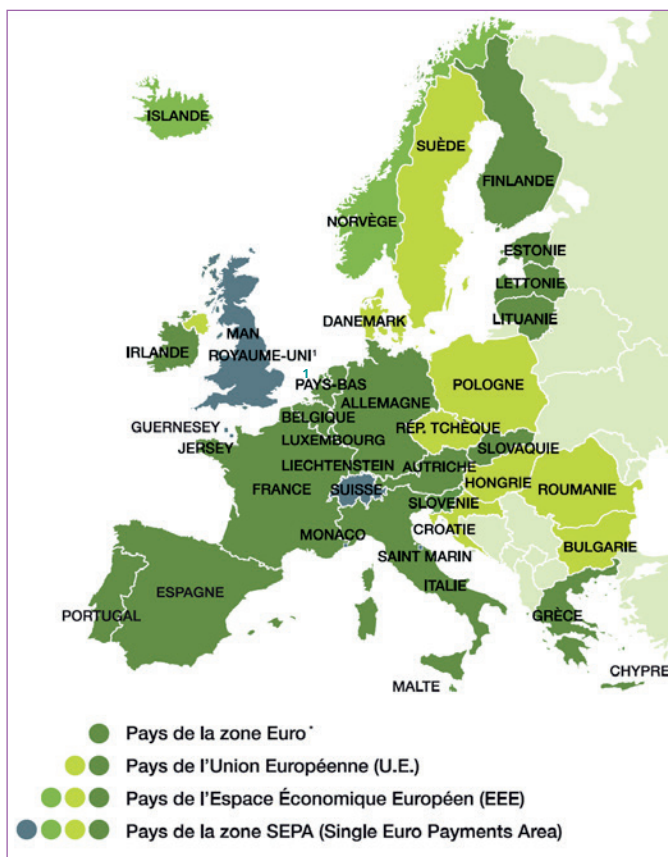 ISLANDE
SUÈDE
FINLANDE
NORVÈGE
ESTONIE
LETTONIE
DANEMARK
LITUANIE
MAN
IRLANDE
ROYAUME-UNI¹
1
PAYS-BAS
POLOGNE
ALLEMAGNE
BELGIQUE
GUERNESEY
RÉP. TCHÈQUE
JERSEY
LUXEMBOURG
SLOVAQUIE
LIECHTENSTEIN
AUTRICHE
FRANCE
SUISSE
HONGRIE
ROUMANIE
SLOVENIE
CROATIE
MONACO
BULGARIE
SAINT MARIN
ESPAGNE
ITALIE
PORTUGAL
GRÈCE
CHYPRE
MALTE
Pays de la zone Euro*
Pays de l'Union Européenne (U.E.)
Pays de l'Espace Économique Européen (EEE)
Pays de la zone SEPA (Single Euro Payments Area)